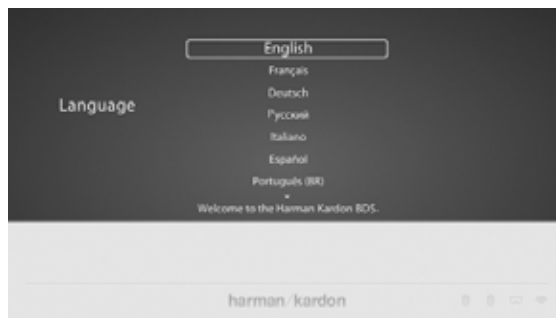 English
Français
Deutsch
Language
Русский
Italiano
Español
Português (BR)
Welcome to the Harman Kardon BDS.
harman/kardon